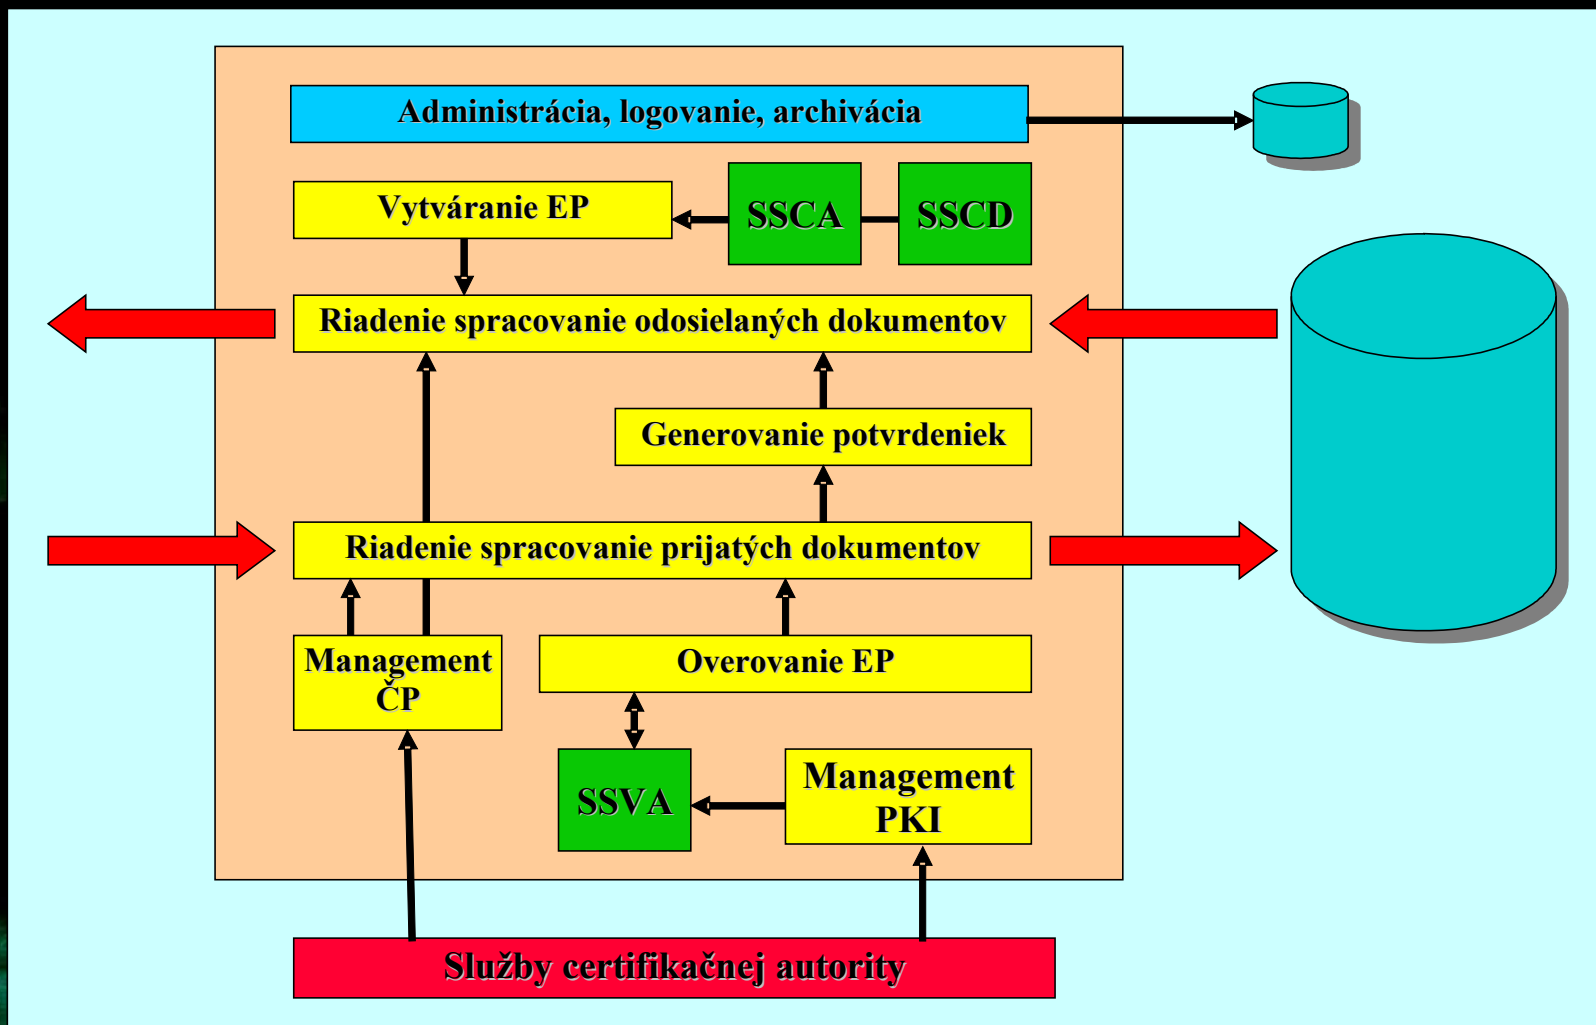 Administrácia, logovanie, archivácia
Vytváranie EP
SSCA
SSCD
Riadenie spracovanie odosielaných dokumentov
Generovanie potvrdeniek
Riadenie spracovanie prijatých dokumentov
Management
ČP
Overovanie EP
SSVA
Management
PKI
Služby certifikačnej autority